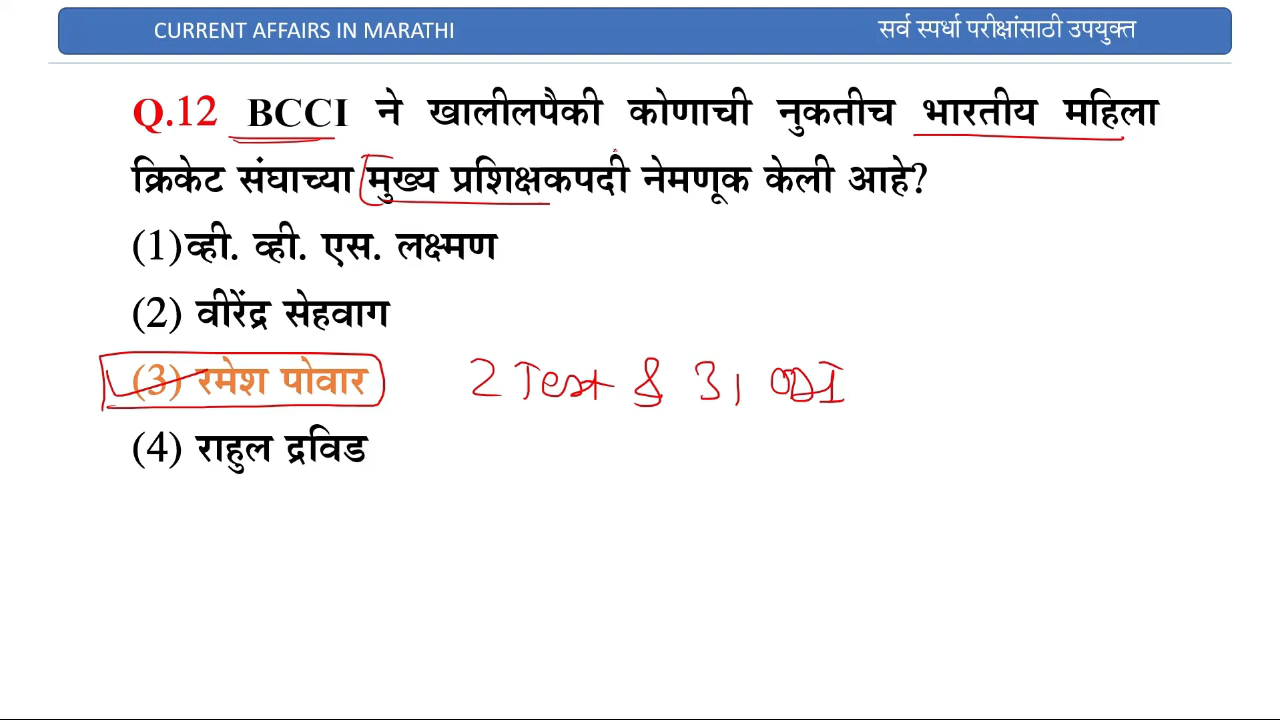 CURRENT AFFAIRS IN MARATHI
सर्व स्पर्धा परीक्षांसाठी उपयुक्त
Q.12 BCCI ने खालीलपैकी कोणाची नुकतीच भारतीय महिला
क्रिकेट संघाच्या मुख्य प्रशिक्षकपदी नेमणूक केली आहे?
(1)व्ही. व्ही. एस. लक्ष्मण
(2) वीरेंद्र सेहवाग
(3) रमेश पोवार 2 Test & 31 ODI
(4) राहुल द्रविड